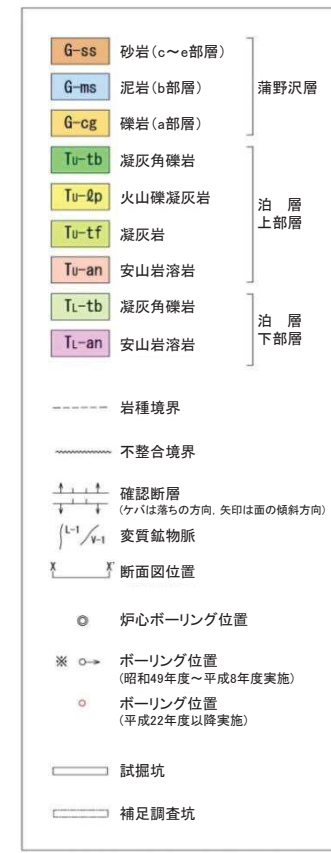 G-ss 砂岩(c～e部層)
G-ms 泥岩(b部層)
G-cg 礫岩(a部層)
蒲野沢層
TU-tb 凝灰角礫岩
TU-ℓp 火山礫凝灰岩
TU-tf 凝灰岩
TU-an 安山岩溶岩
泊 層
上部層
TL-tb 凝灰角礫岩
TL-an 安山岩溶岩
泊 層
下部層
岩種境界
不整合境界
確認断層
(ケバは落ちの方向, 矢印は面の傾斜方向)
L-1 V-1 変質鉱物脈
X X' 断面図位置
炉心ボーリング位置
※ ボーリング位置
(昭和49年度～平成8年度実施)
ボーリング位置
(平成22年度以降実施)
試掘坑
補足調査坑